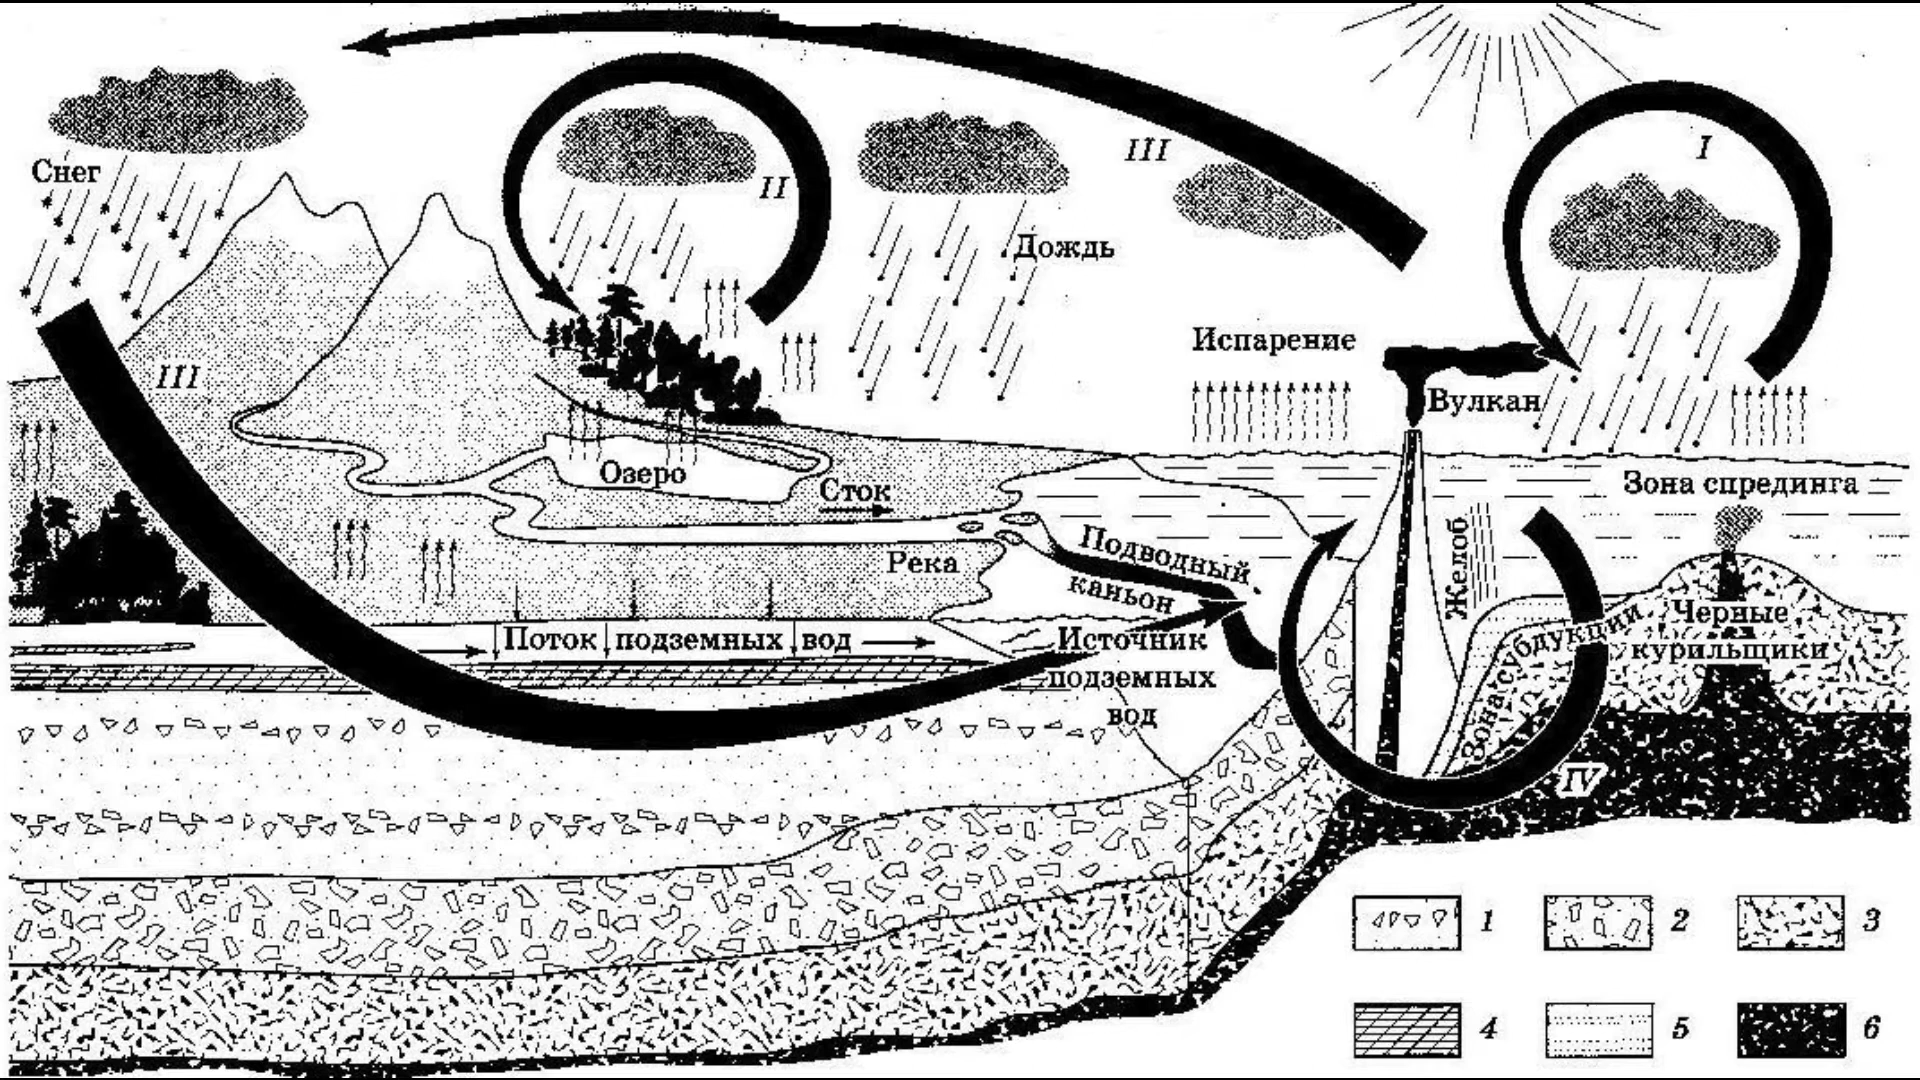 I
III
Снег
II
Дождь
Испарение
III
Вулкан
Озеро
Сток
Зона спрединга
Желоб
Подводный
каньон
Река
Черные
курильщики
Зона субдукции
Поток подземных вод
Источник
подземных
вод
IV
1
2
3
4
5
6